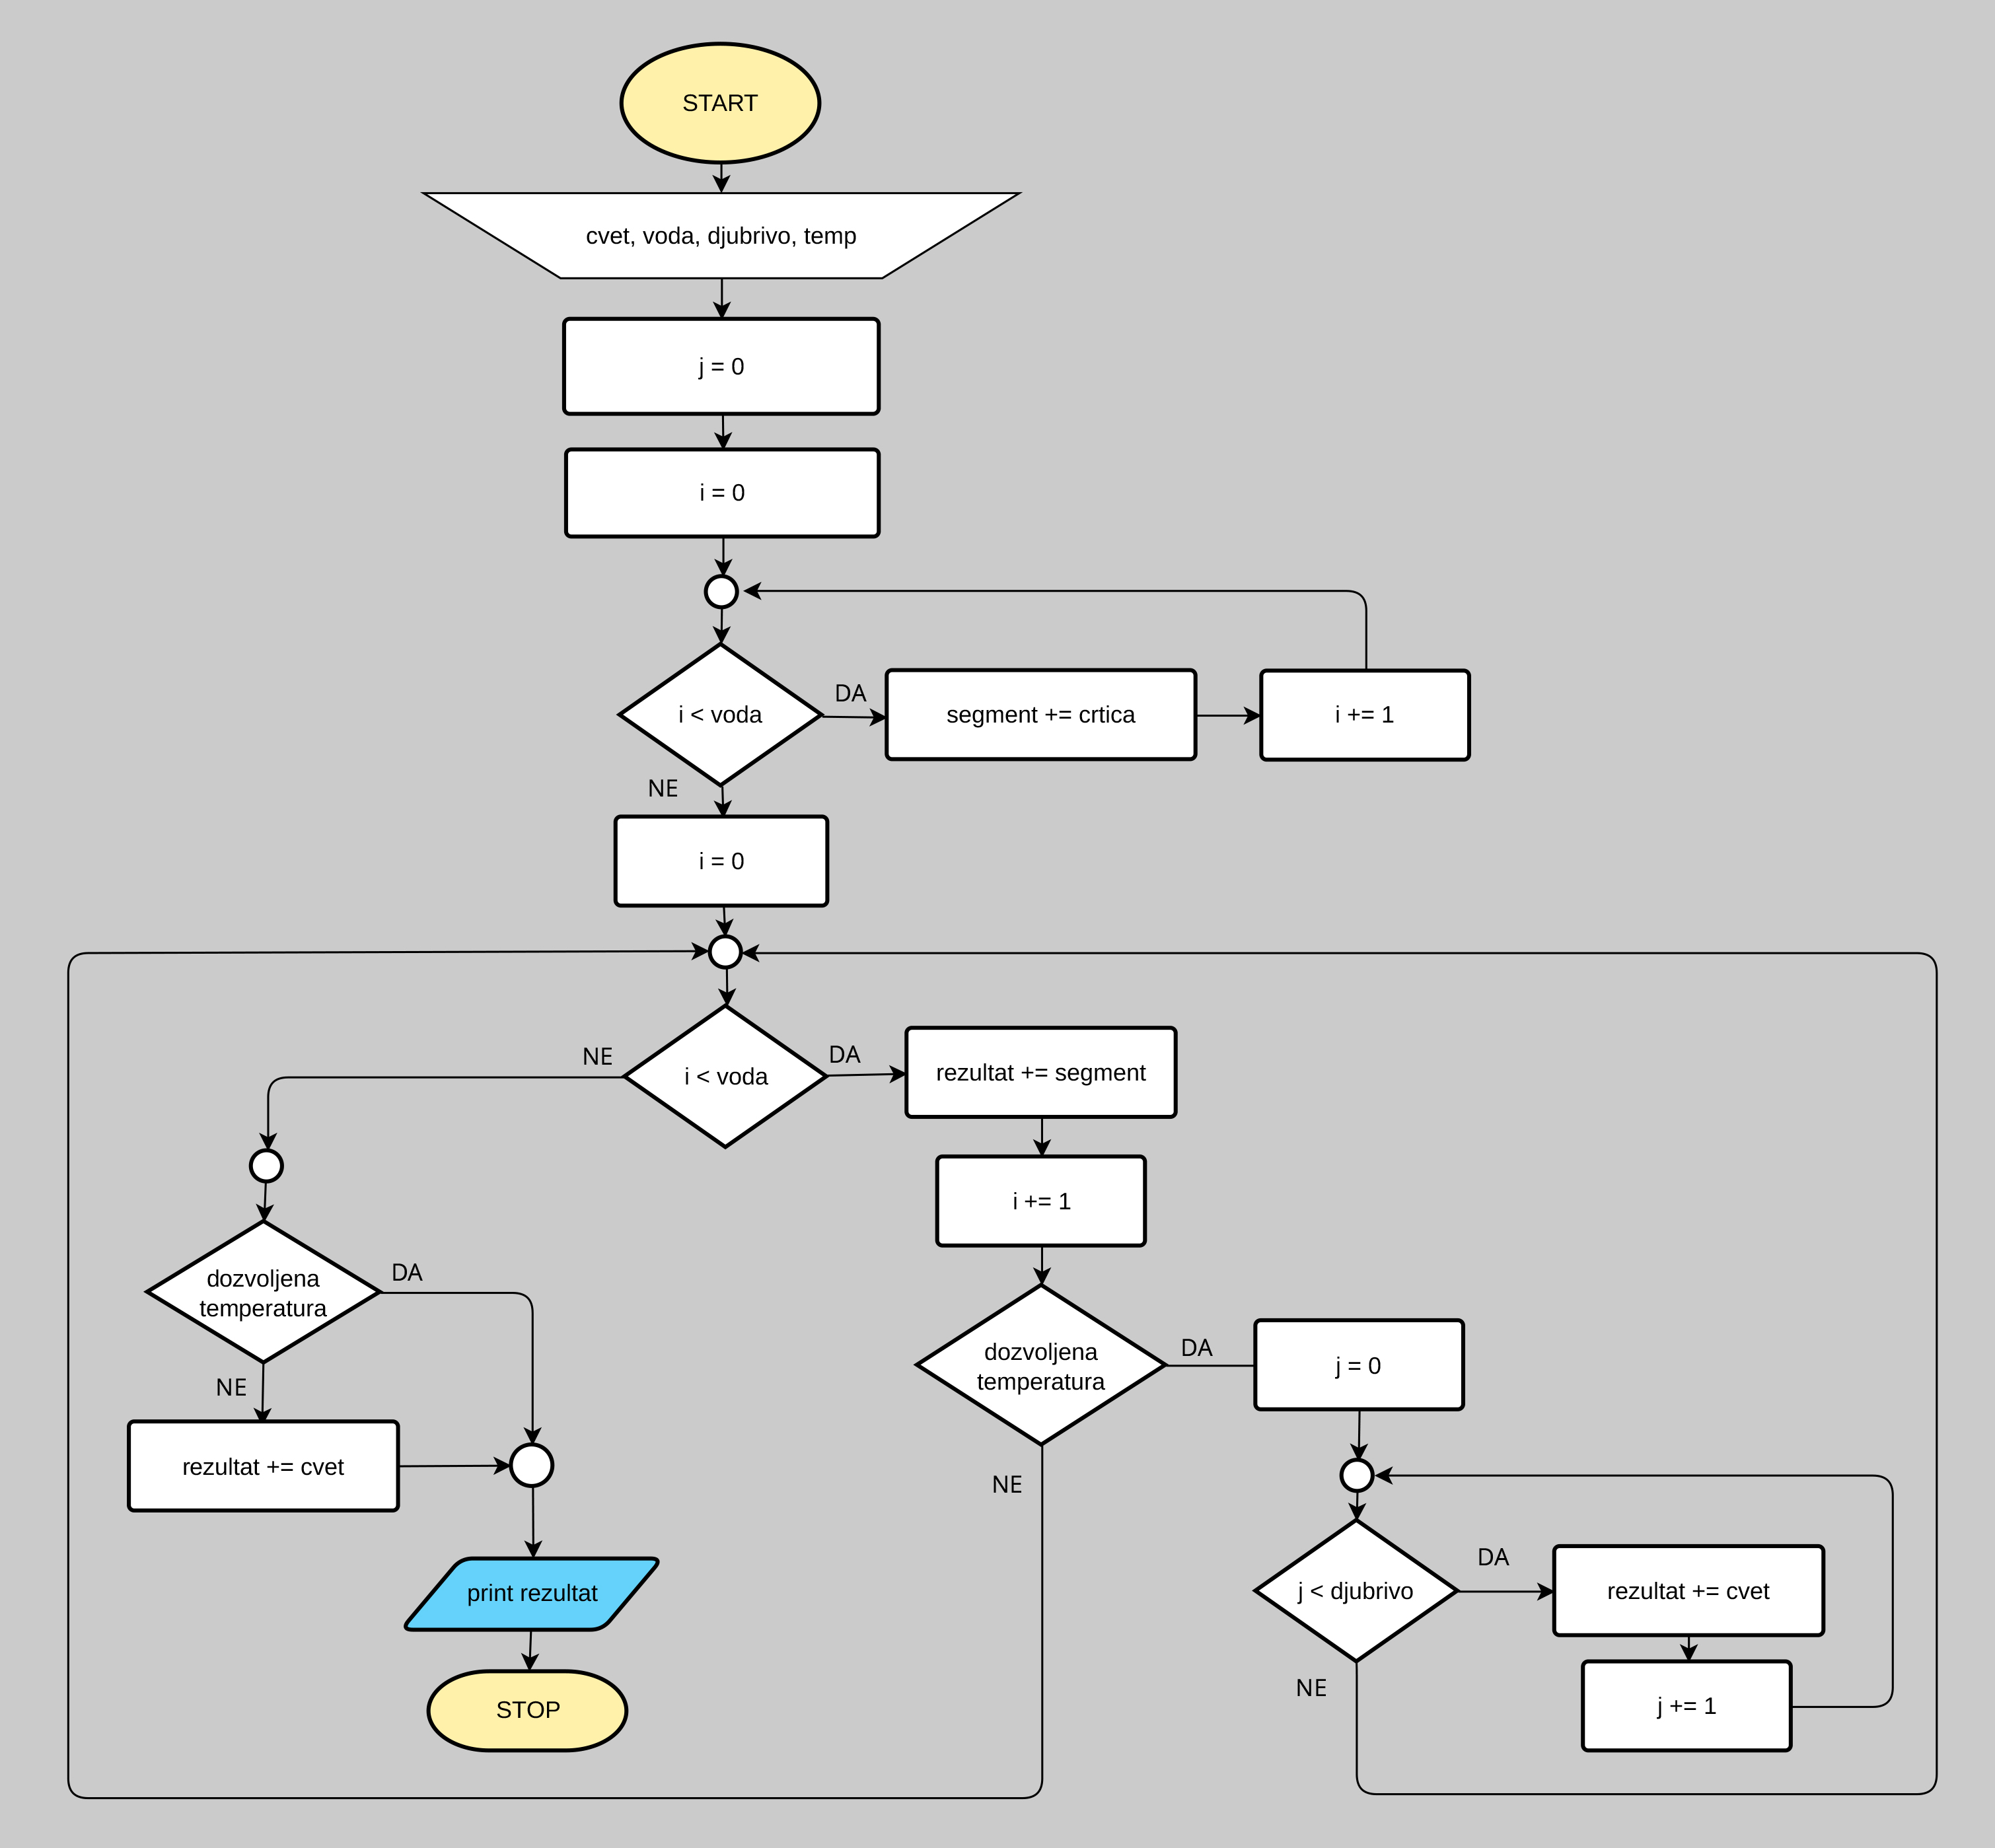 START
cvet, voda, djubrivo, temp
j = 0
i = 0
i < voda
DA
segment += crtica
i += 1
NE
i = 0
i < voda
NE
DA
rezultat += segment
i += 1
dozvoljena
temperatura
DA
NE
rezultat += cvet
dozvoljena
temperatura
DA
j = 0
NE
j < djubrivo
DA
rezultat += cvet
j += 1
NE
print rezultat
STOP